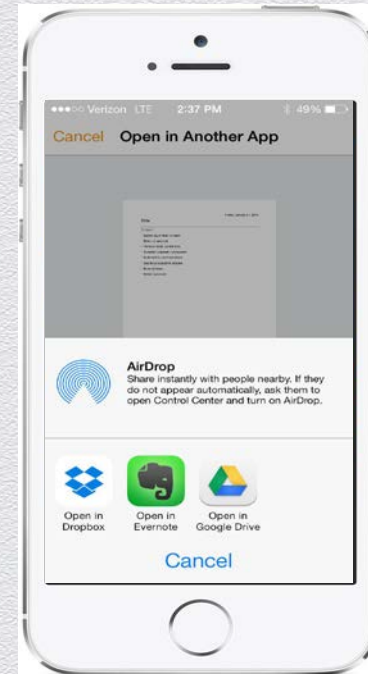 Verizon LTE 2:37 PM 49%
Cancel Open in Another App
AirDrop
Share instantly with people nearby. If they
do not appear automatically, ask them to
open Control Center and turn on AirDrop.
Open in
Dropbox
Open in
Evernote
Open in
Google Drive
Cancel